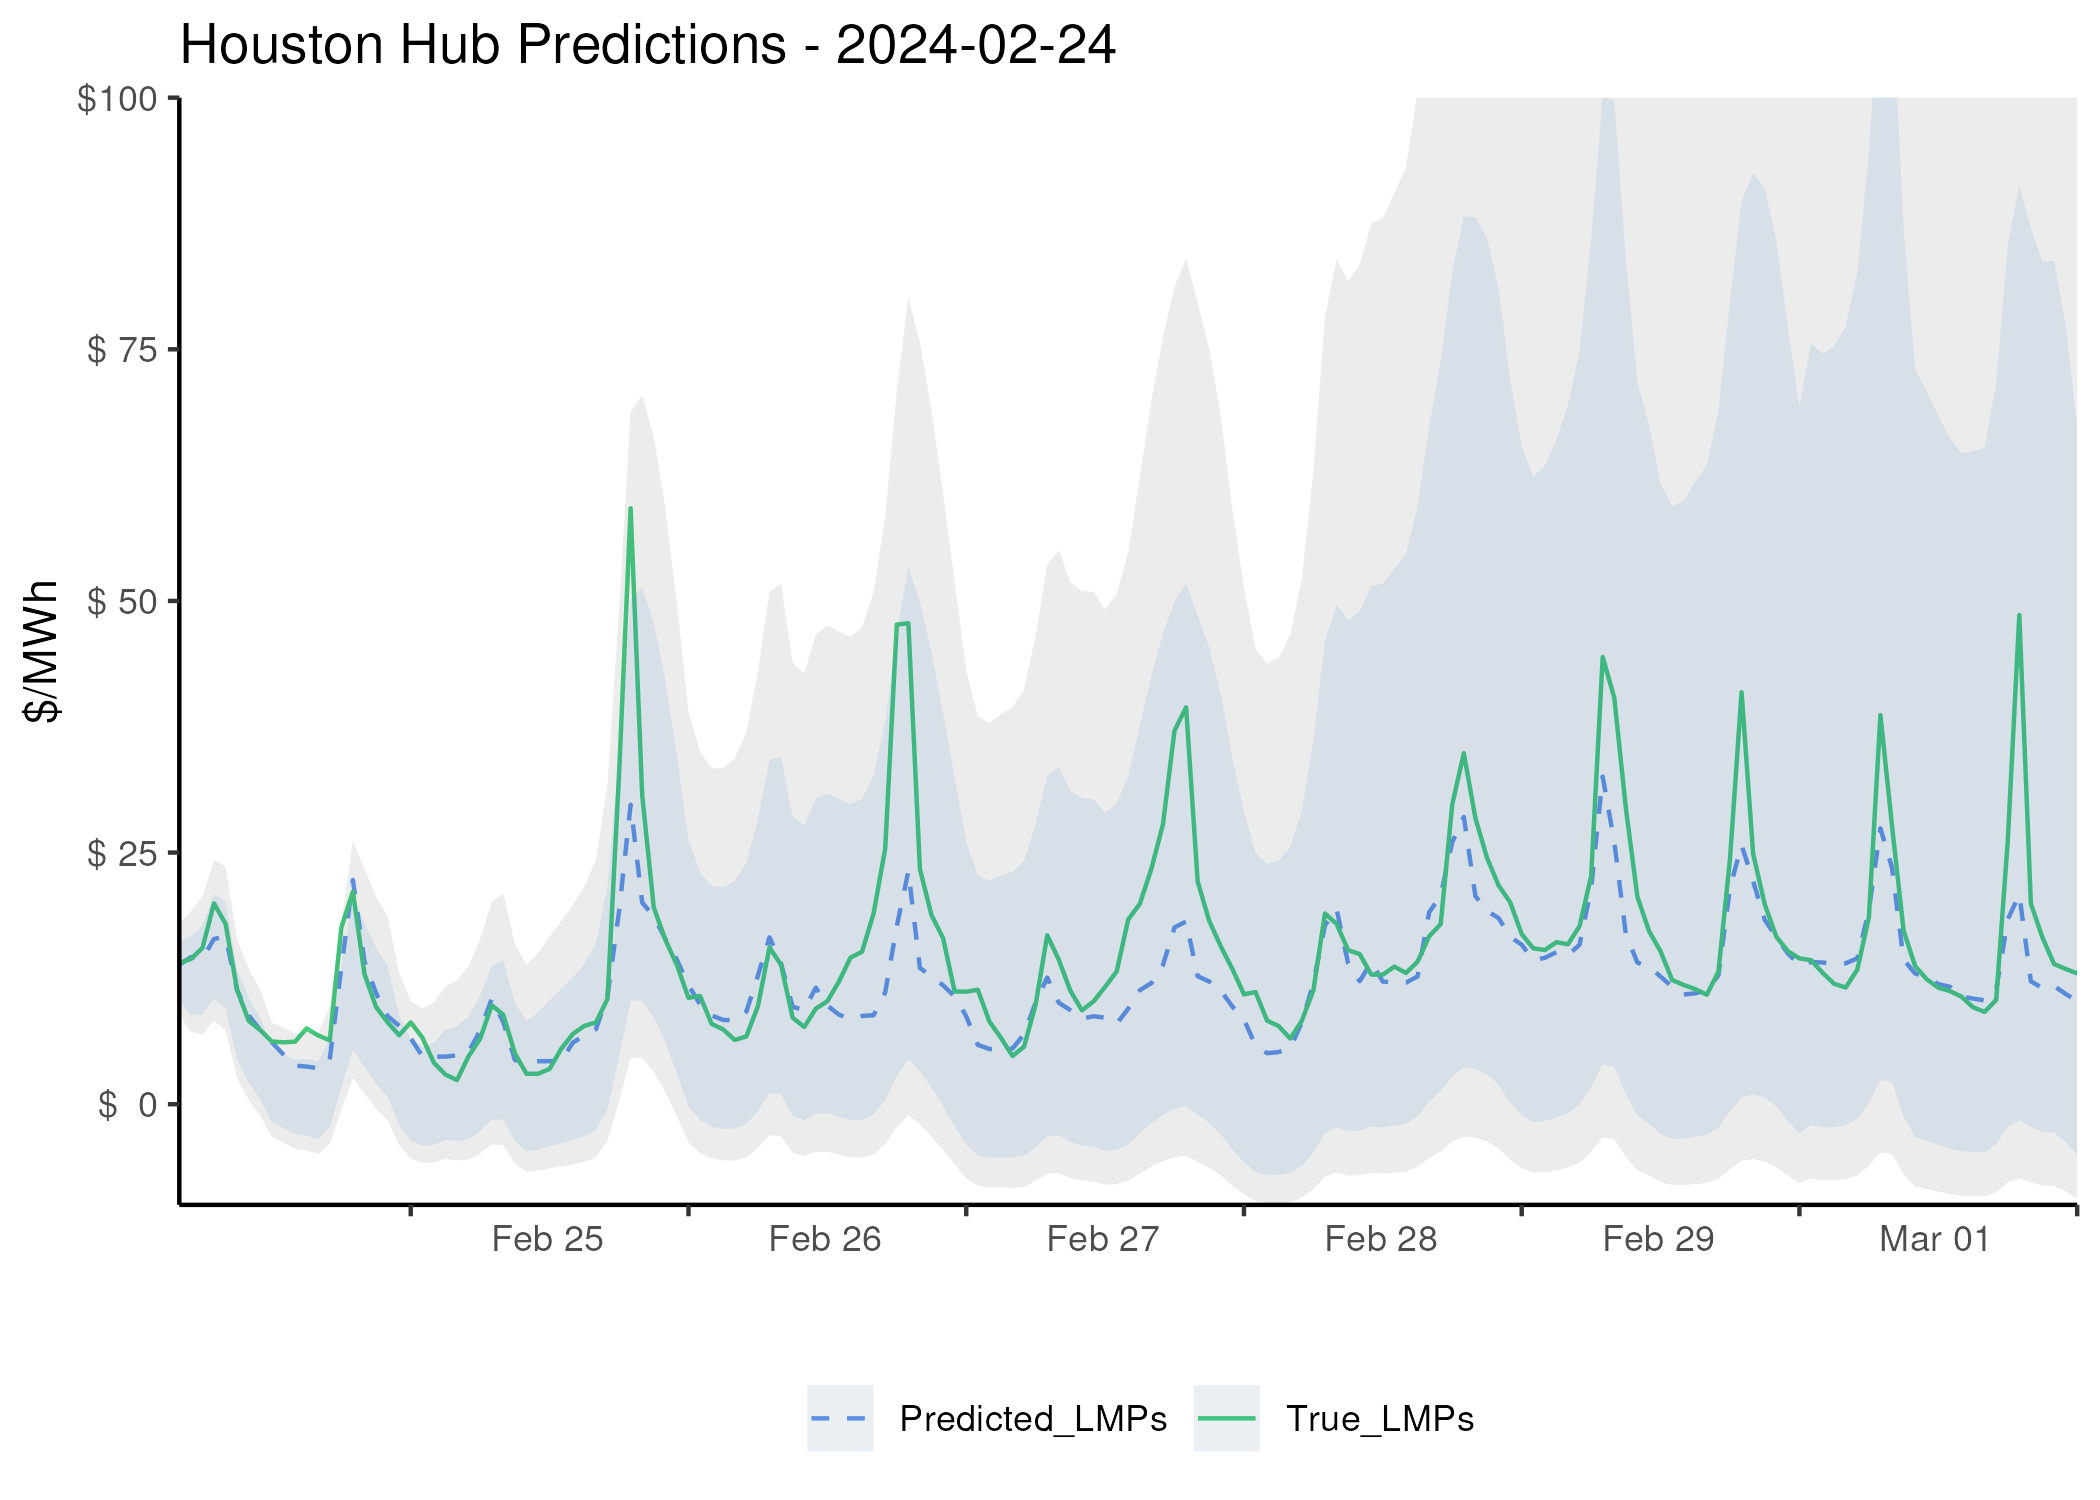 Houston Hub Predictions - 2024-02-24
$100
$ 75
$ 50
$ 25
$ 0
$/MWh
Feb 25 Feb 26 Feb 27 Feb 28 Feb 29 Mar 01
Predicted_LMPs True_LMPs